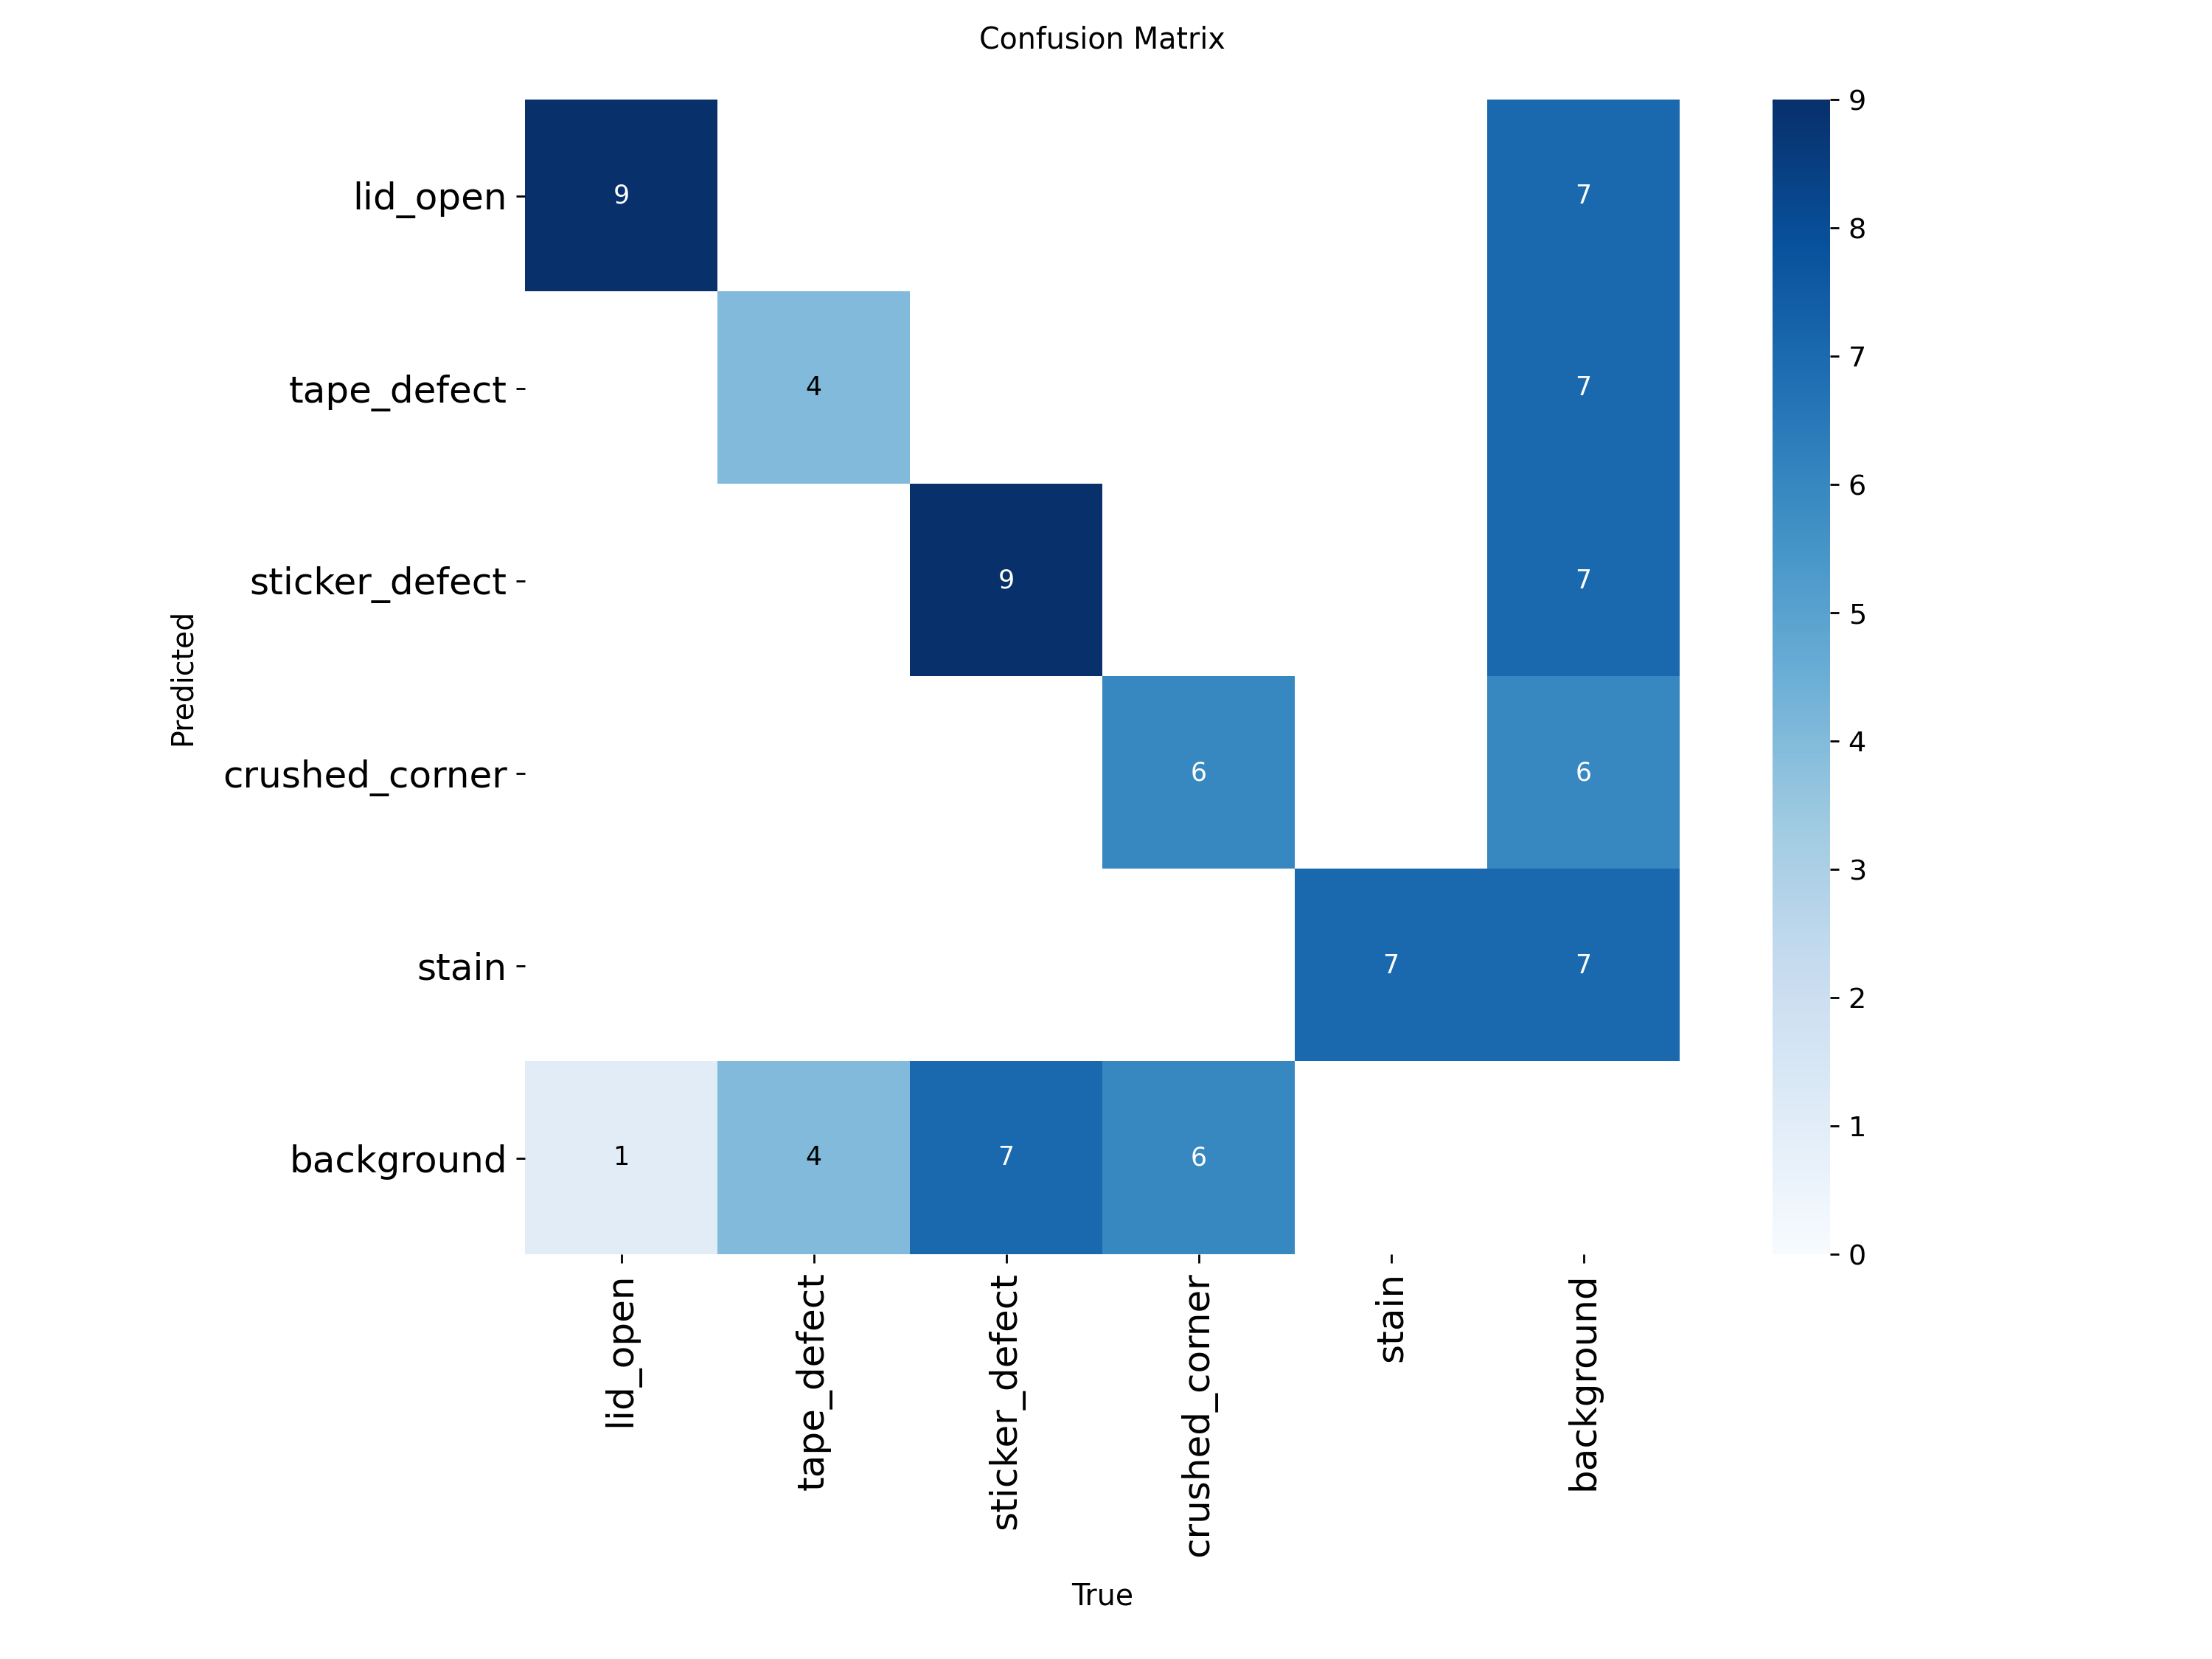 Confusion Matrix
lid_open
tape_defect
sticker_defect
crushed_corner
stain
background
Predicted
9 7
4 7
9 7
6 6
7 7
1 4 7 6
lid_open
tape_defect
sticker_defect
crushed_corner
stain
background
True
9
8
7
6
5
4
3
2
1
0